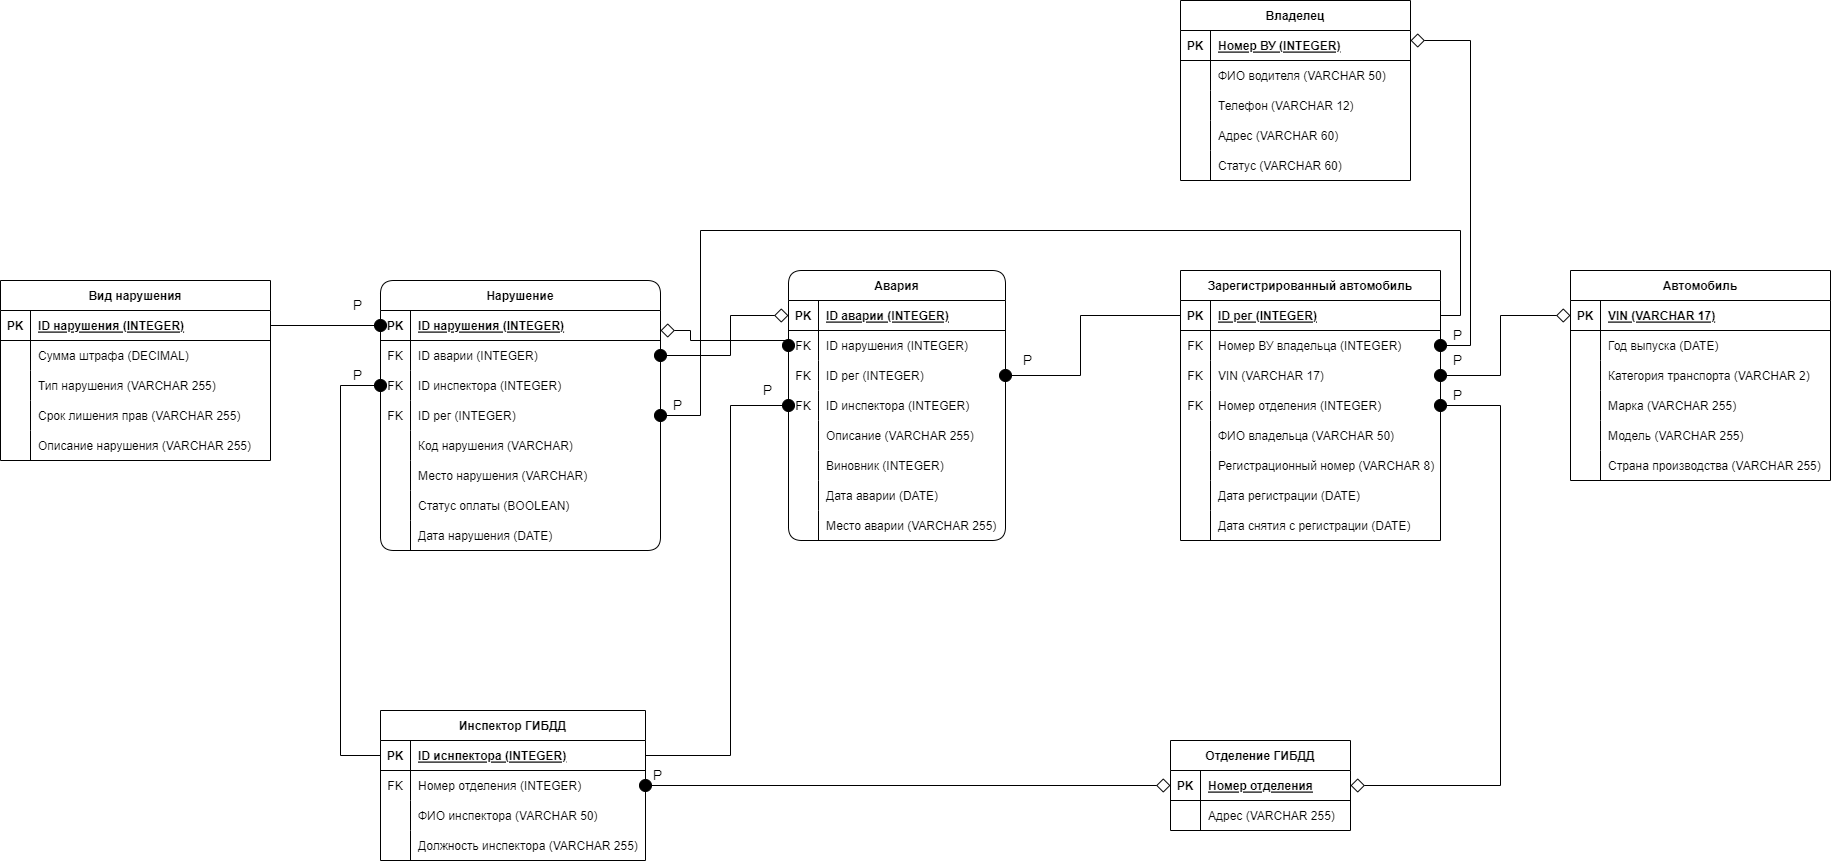 Владелец
PK Номер ВУ (INTEGER)
ФИО водителя (VARCHAR 50)
Телефон (VARCHAR 12)
Адрес (VARCHAR 60)
Статус (VARCHAR 60)
Вид нарушения
PK ID нарушения (INTEGER)
Сумма штрафа (DECIMAL)
Тип нарушения (VARCHAR 255)
Срок лишения прав (VARCHAR 255)
Описание нарушения (VARCHAR 255)
P
P
Нарушение
PK ID нарушения (INTEGER)
FK ID аварии (INTEGER)
FK ID инспектора (INTEGER)
FK ID рег (INTEGER)
Код нарушения (VARCHAR)
Место нарушения (VARCHAR)
Статус оплаты (BOOLEAN)
Дата нарушения (DATE)
P
P
Авария
PK ID аварии (INTEGER)
FK ID нарушения (INTEGER)
FK ID рег (INTEGER)
FK ID инспектора (INTEGER)
Описание (VARCHAR 255)
Виновник (INTEGER)
Дата аварии (DATE)
Место аварии (VARCHAR 255)
P
Зарегистрированный автомобиль
PK ID рег (INTEGER)
FK Номер ВУ владельца (INTEGER)
FK VIN (VARCHAR 17)
FK Номер отделения (INTEGER)
ФИО владельца (VARCHAR 50)
Регистрационный номер (VARCHAR 8)
Дата регистрации (DATE)
Дата снятия с регистрации (DATE)
P
P
P
Автомобиль
PK VIN (VARCHAR 17)
Год выпуска (DATE)
Категория транспорта (VARCHAR 2)
Марка (VARCHAR 255)
Модель (VARCHAR 255)
Страна производства (VARCHAR 255)
Инспектор ГИБДД
PK ID иснпектора (INTEGER)
FK Номер отделения (INTEGER)
ФИО инспектора (VARCHAR 50)
Должность инспектора (VARCHAR 255)
P
Отделение ГИБДД
PK Номер отделения
Адрес (VARCHAR 255)